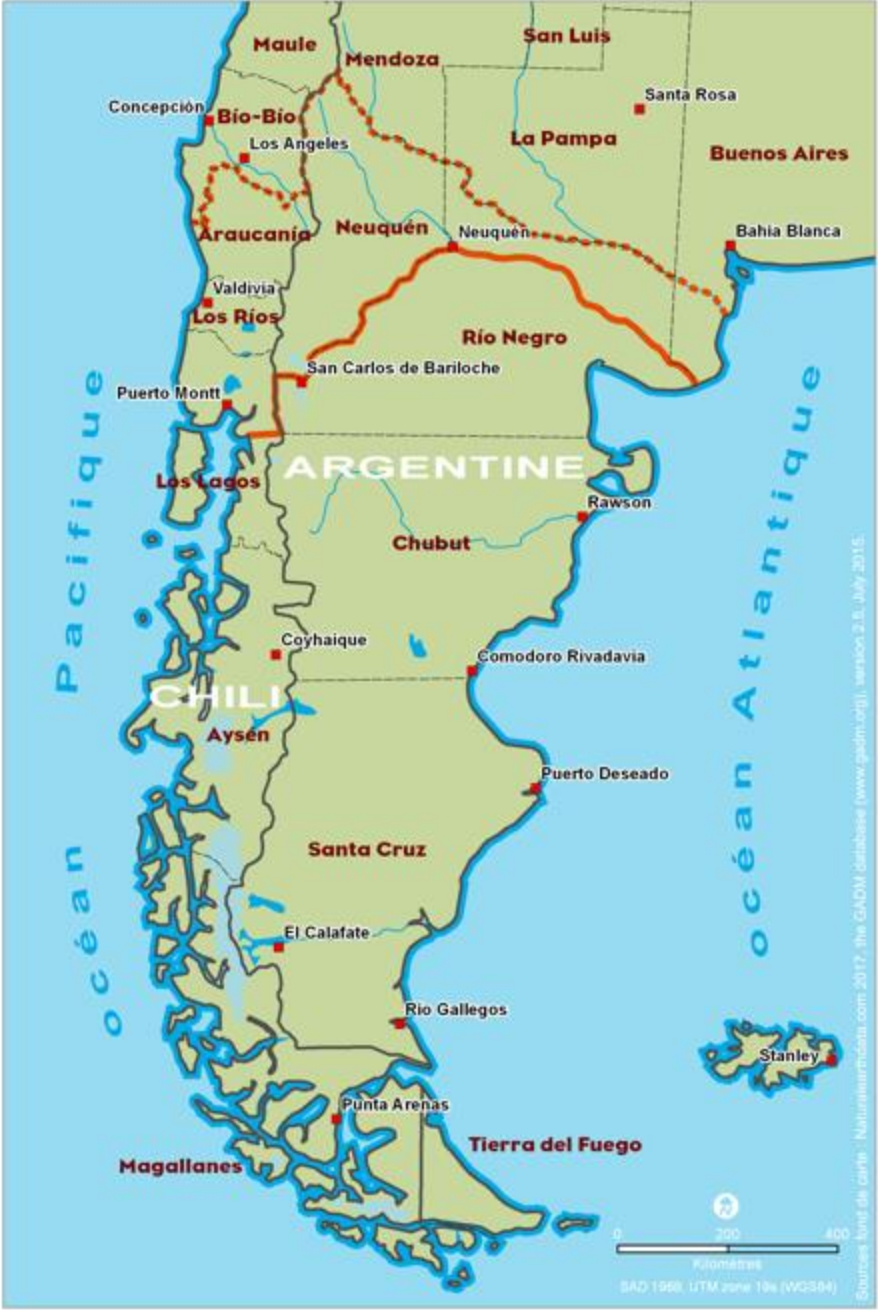 San Luis
Maule
Mendoza
Santa Rosa
Concepción
Bío-Bío
Los Angeles
La Pampa
Buenos Aires
Araucanía
Neuquén
Neuquén
Bahia Blanca
Valdivia
Los Ríos
Río Negro
San Carlos de Bariloche
Puerto Montt
ARGENTINE
Los Lagos
Rawson
Chubut
Coyhaique
Comodoro Rivadavia
CHILI
Aysén
Puerto Deseado
Santa Cruz
El Calafate
Rio Gallegos
Stanley
Punta Arenas
Tierra del Fuego
Magallanes
océan Pacifique
océan Atlantique
N
0 200 400
Kilomètres
SAD 1969, UTM zone 19s (WGS84)
Sources fond de carte : Naturalearthdata.com 2017, the GADM database (www.gadm.org), version 2.5, July 2015.